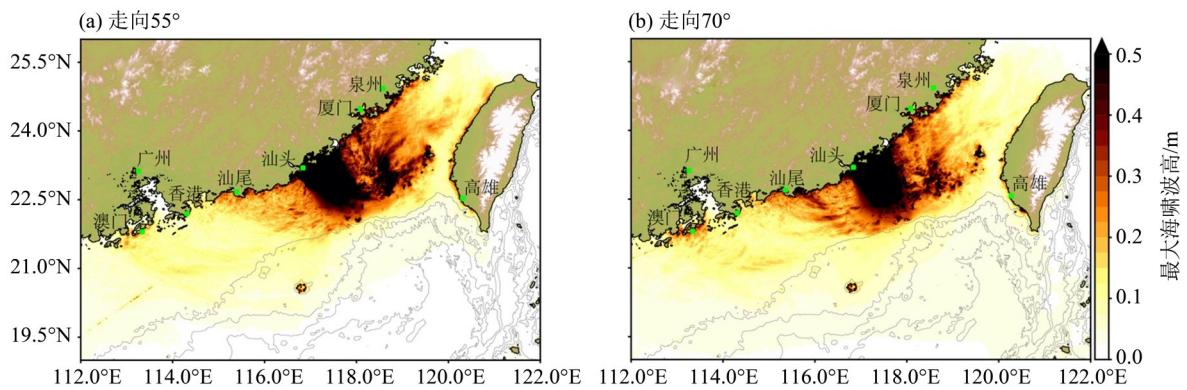 (a) 走向55°
(b) 走向70°
25.5°N
24.0°N
22.5°N
21.0°N
19.5°N
泉州
厦门
汕头
广州
汕尾
香港
澳门
高雄
泉州
厦门
汕头
广州
汕尾
香港
澳门
高雄
0.5
0.4
0.3
0.2
0.1
0.0
最大海啸波高/m
112.0°E 114.0°E 116.0°E 118.0°E 120.0°E 122.0°E
112.0°E 114.0°E 116.0°E 118.0°E 120.0°E 122.0°E